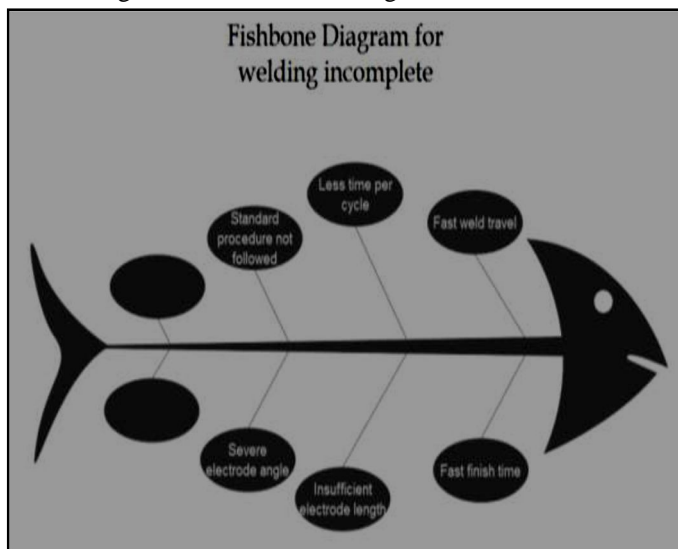 Fishbone Diagram for
welding incomplete
Less time per
cycle
Standard
procedure not
followed
Fast weld travel
Severe
electrode angle
Insufficient
electrode length
Fast finish time